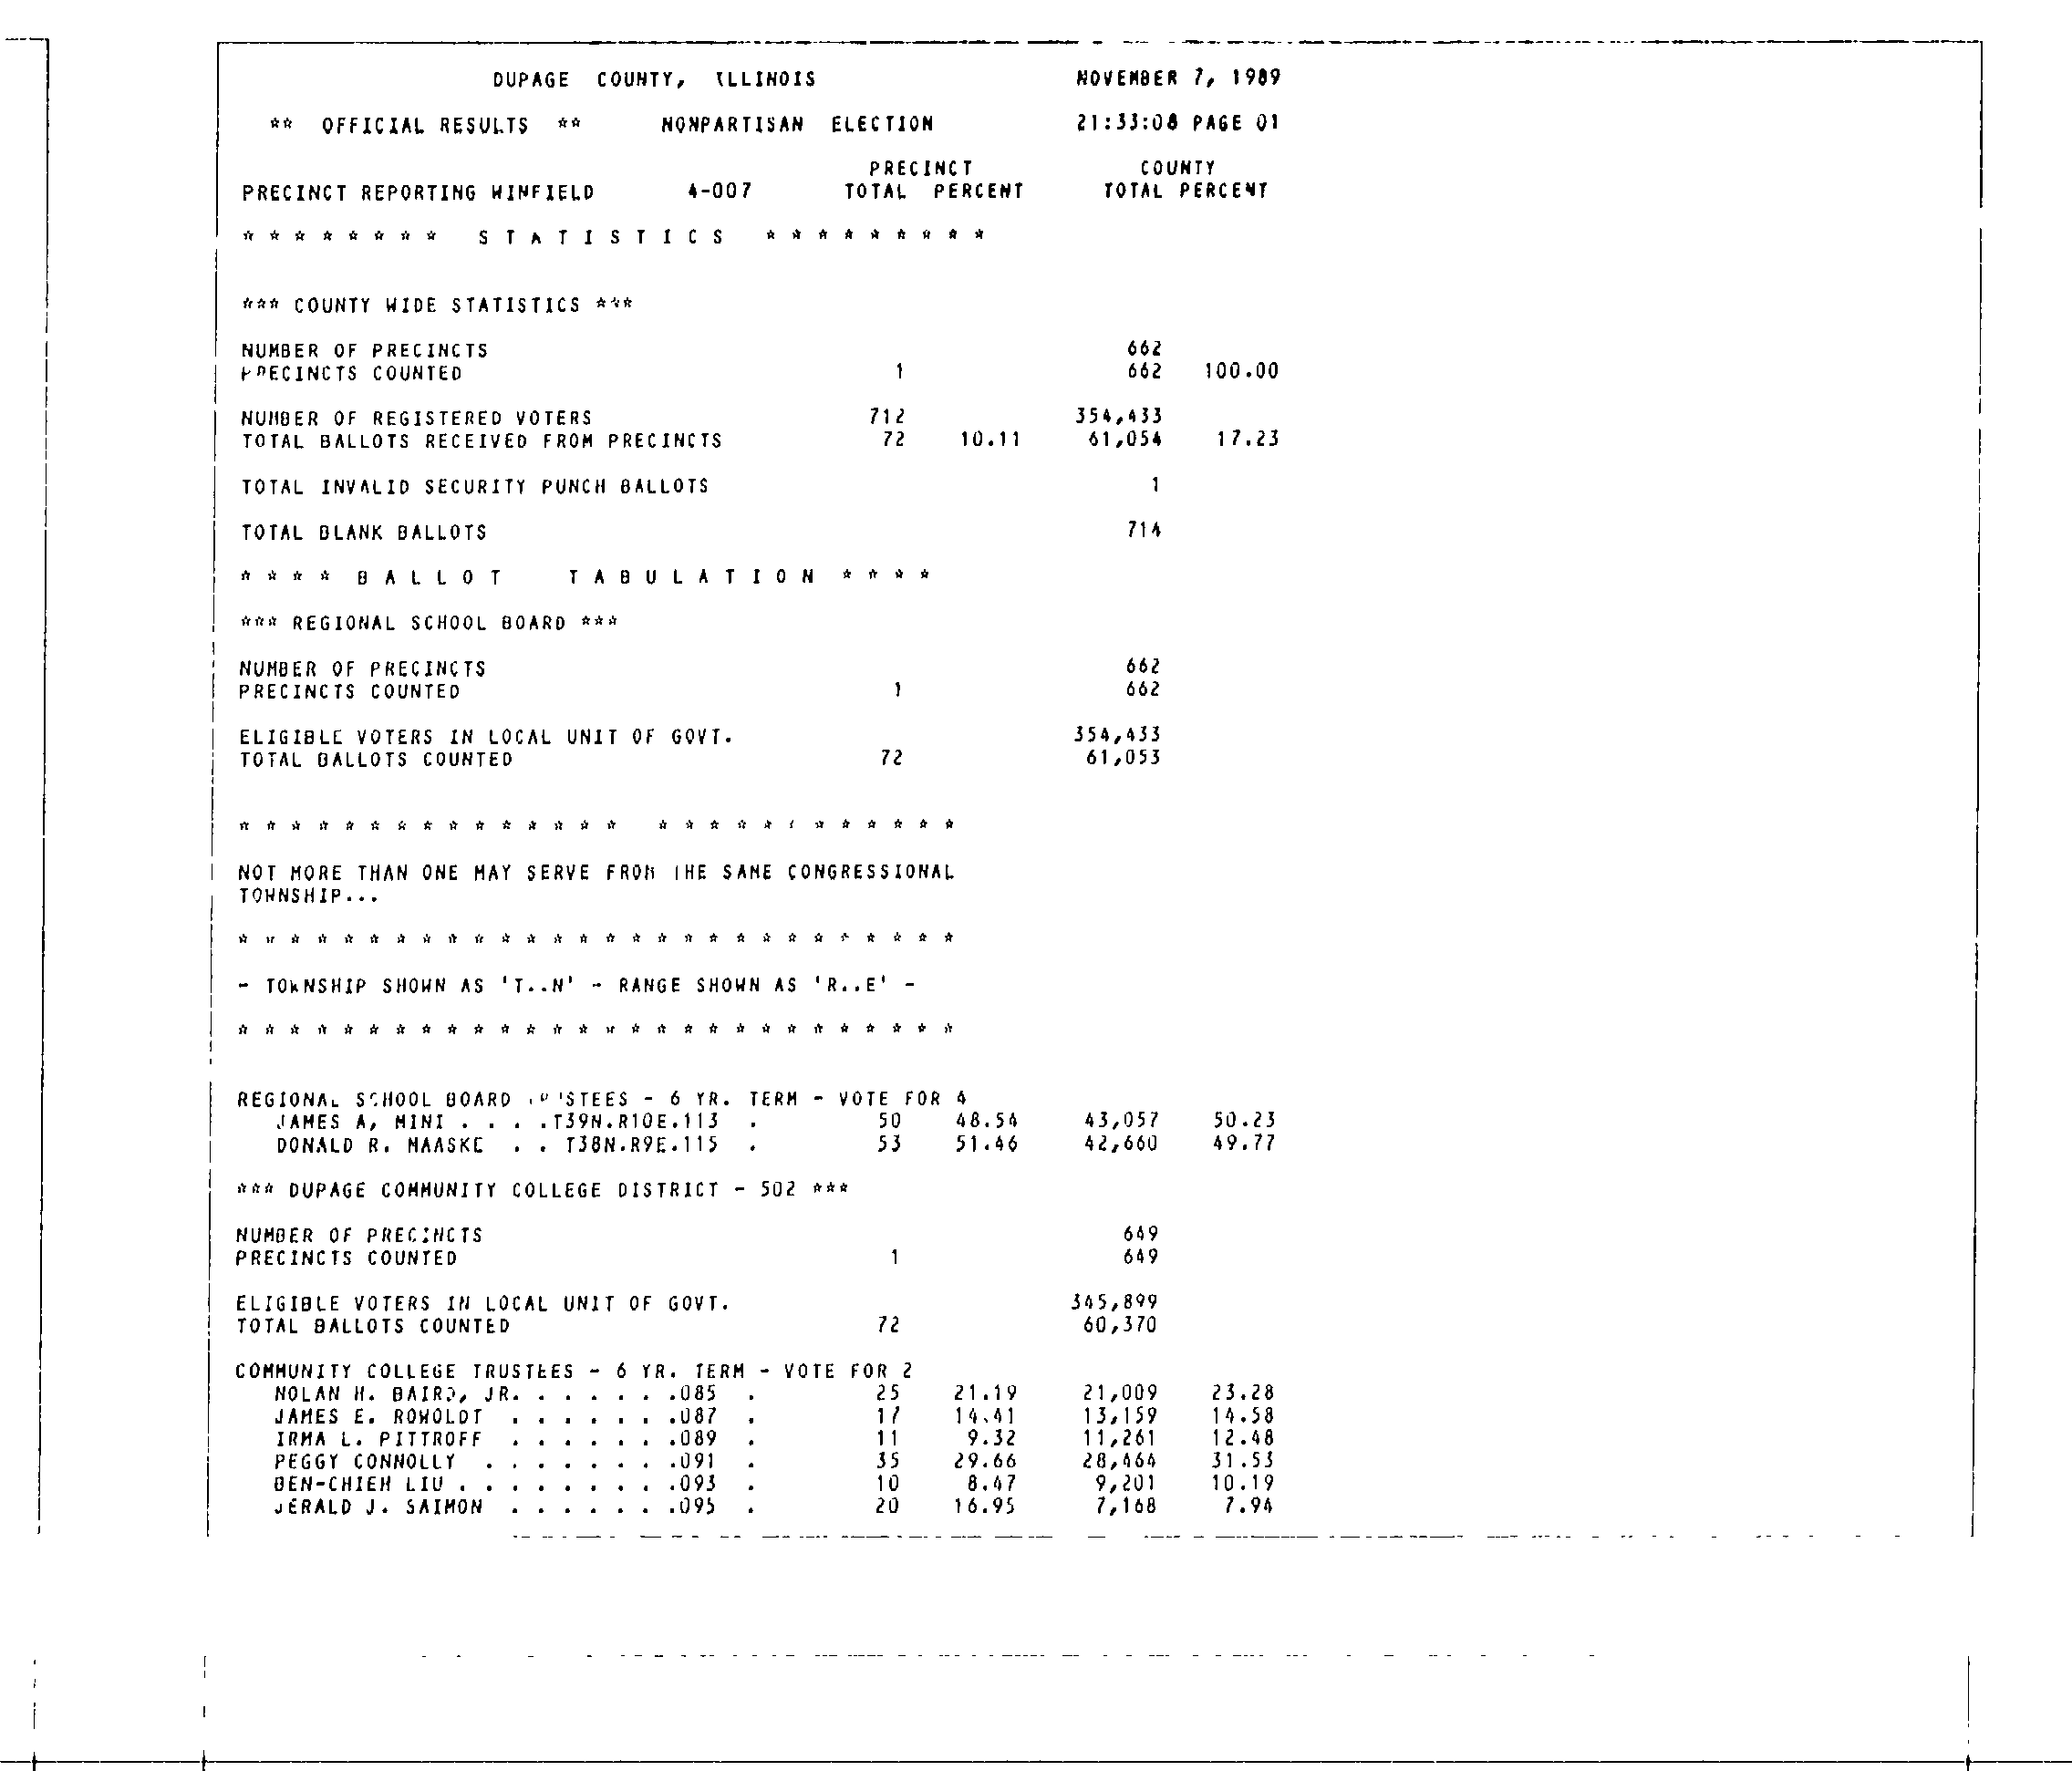 DUPAGE COUNTY, ILLINOIS NOVEMBER 7, 1989
** OFFICIAL RESULTS ** NONPARTISAN ELECTION 21:33:08 PAGE 01
PRECINCT COUNTY
PRECINCT REPORTING WINFIELD 4-007 TOTAL PERCENT TOTAL PERCENT
* * * * * * * * S T A T I S T I C S * * * * * * * * *
*** COUNTY WIDE STATISTICS ***
NUMBER OF PRECINCTS 662
PRECINCTS COUNTED 1 662 100.00
NUMBER OF REGISTERED VOTERS 712 354,433
TOTAL BALLOTS RECEIVED FROM PRECINCTS 72 10.11 61,054 17.23
TOTAL INVALID SECURITY PUNCH BALLOTS 1
TOTAL BLANK BALLOTS 714
* * * * B A L L O T T A B U L A T I O N * * * *
*** REGIONAL SCHOOL BOARD ***
NUMBER OF PRECINCTS 662
PRECINCTS COUNTED 1 662
ELIGIBLE VOTERS IN LOCAL UNIT OF GOVT. 354,433
TOTAL BALLOTS COUNTED 72 61,053
* * * * * * * * * * * * * * * * * * * * * * * * * * *
NOT MORE THAN ONE MAY SERVE FROM THE SAME CONGRESSIONAL
TOWNSHIP...
* * * * * * * * * * * * * * * * * * * * * * * * * * * *
- TOWNSHIP SHOWN AS 'T..N' - RANGE SHOWN AS 'R..E' -
* * * * * * * * * * * * * * * * * * * * * * * * * * * *
REGIONAL SCHOOL BOARD TRUSTEES - 6 YR. TERM - VOTE FOR 4
JAMES A, MINI . . . .T39N.R10E.113 . 50 48.54 43,057 50.23
DONALD R. MAASKE . . T38N.R9E.115 . 53 51.46 42,660 49.77
*** DUPAGE COMMUNITY COLLEGE DISTRICT - 502 ***
NUMBER OF PRECINCTS 649
PRECINCTS COUNTED 1 649
ELIGIBLE VOTERS IN LOCAL UNIT OF GOVT. 345,899
TOTAL BALLOTS COUNTED 72 60,370
COMMUNITY COLLEGE TRUSTEES - 6 YR. TERM - VOTE FOR 2
NOLAN H. BAIRD, JR. . . . . . .085 . 25 21.19 21,009 23.28
JAMES E. ROWOLDT . . . . . . .087 . 17 14.41 13,159 14.58
IRMA L. PITTROFF . . . . . . .089 . 11 9.32 11,261 12.48
PEGGY CONNOLLY . . . . . . . .091 . 35 29.66 28,464 31.53
BEN-CHIEH LIU . . . . . . . . .093 . 10 8.47 9,201 10.19
JERALD J. SAIMON . . . . . . .095 . 20 16.95 7,168 7.94